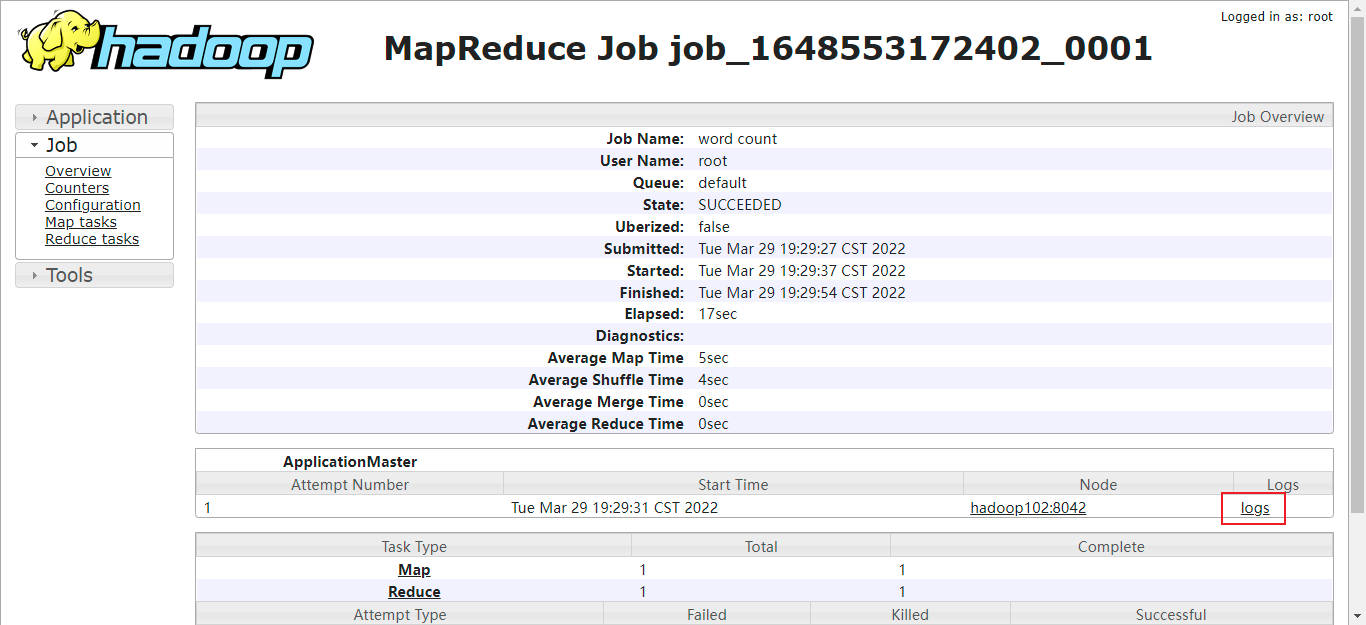 Logged in as: root
hadoop
MapReduce Job job_1648553172402_0001
Application
Job
Overview
Counters
Configuration
Map tasks
Reduce tasks
Tools
Job Overview
Job Name: word count
User Name: root
Queue: default
State: SUCCEEDED
Uberized: false
Submitted: Tue Mar 29 19:29:27 CST 2022
Started: Tue Mar 29 19:29:37 CST 2022
Finished: Tue Mar 29 19:29:54 CST 2022
Elapsed: 17sec
Diagnostics:
Average Map Time 5sec
Average Shuffle Time 4sec
Average Merge Time 0sec
Average Reduce Time 0sec
ApplicationMaster
Attempt Number Start Time Node Logs
1 Tue Mar 29 19:29:31 CST 2022 hadoop102:8042 logs
Task Type Total Complete
Map 1 1
Reduce 1 1
Attempt Type Failed Killed Successful